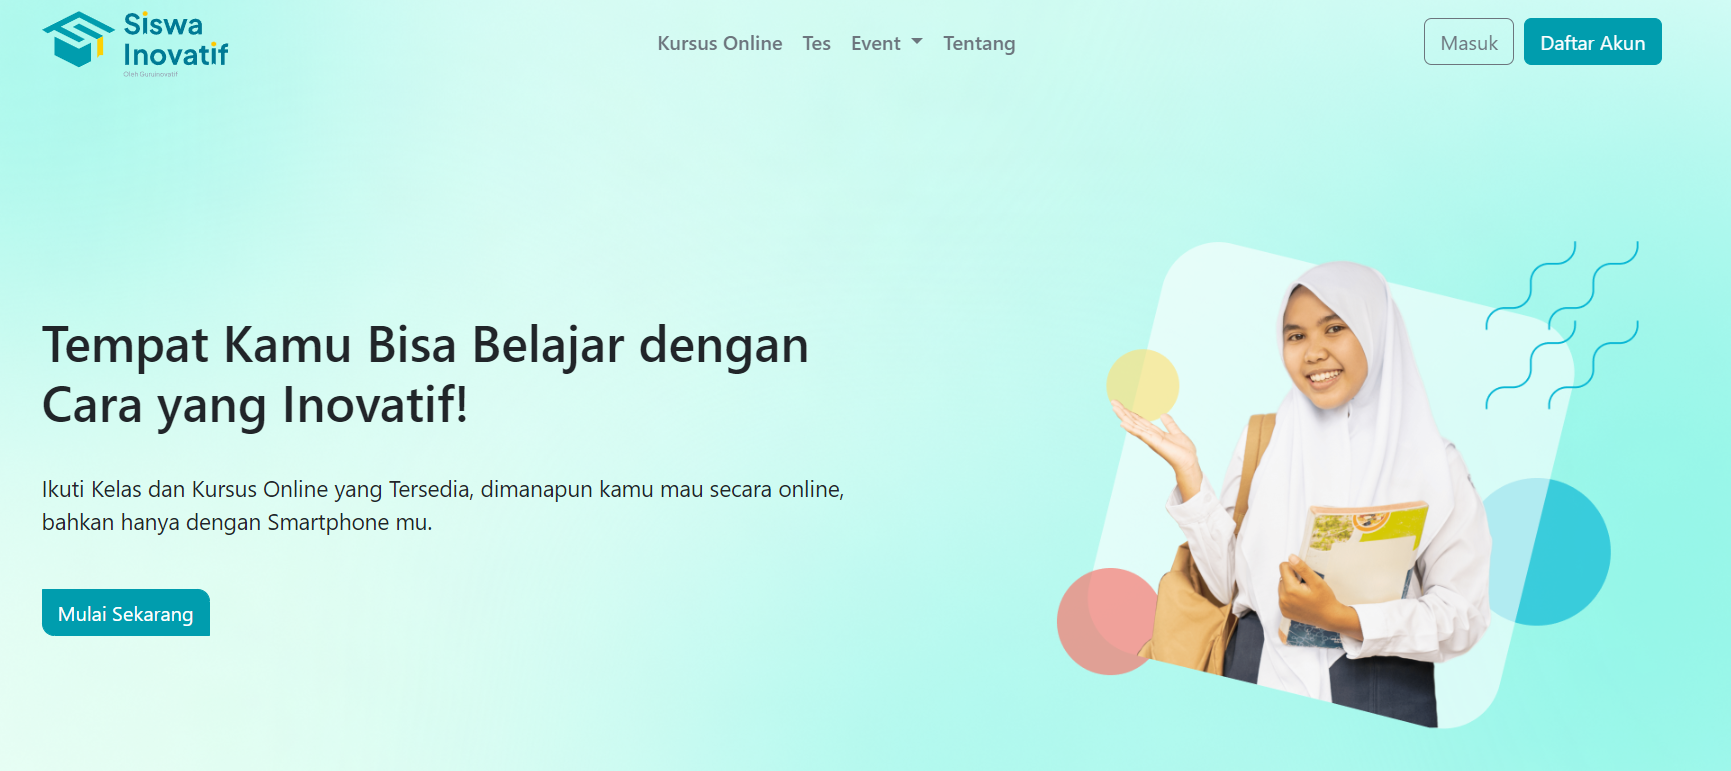 Siswa
Inovatif
Oleh Guruinovatif
Kursus Online
Tes
Event
Tentang
Masuk
Daftar Akun
Tempat Kamu Bisa Belajar dengan
Cara yang Inovatif!
Ikuti Kelas dan Kursus Online yang Tersedia, dimanapun kamu mau secara online,
bahkan hanya dengan Smartphone mu.
Mulai Sekarang